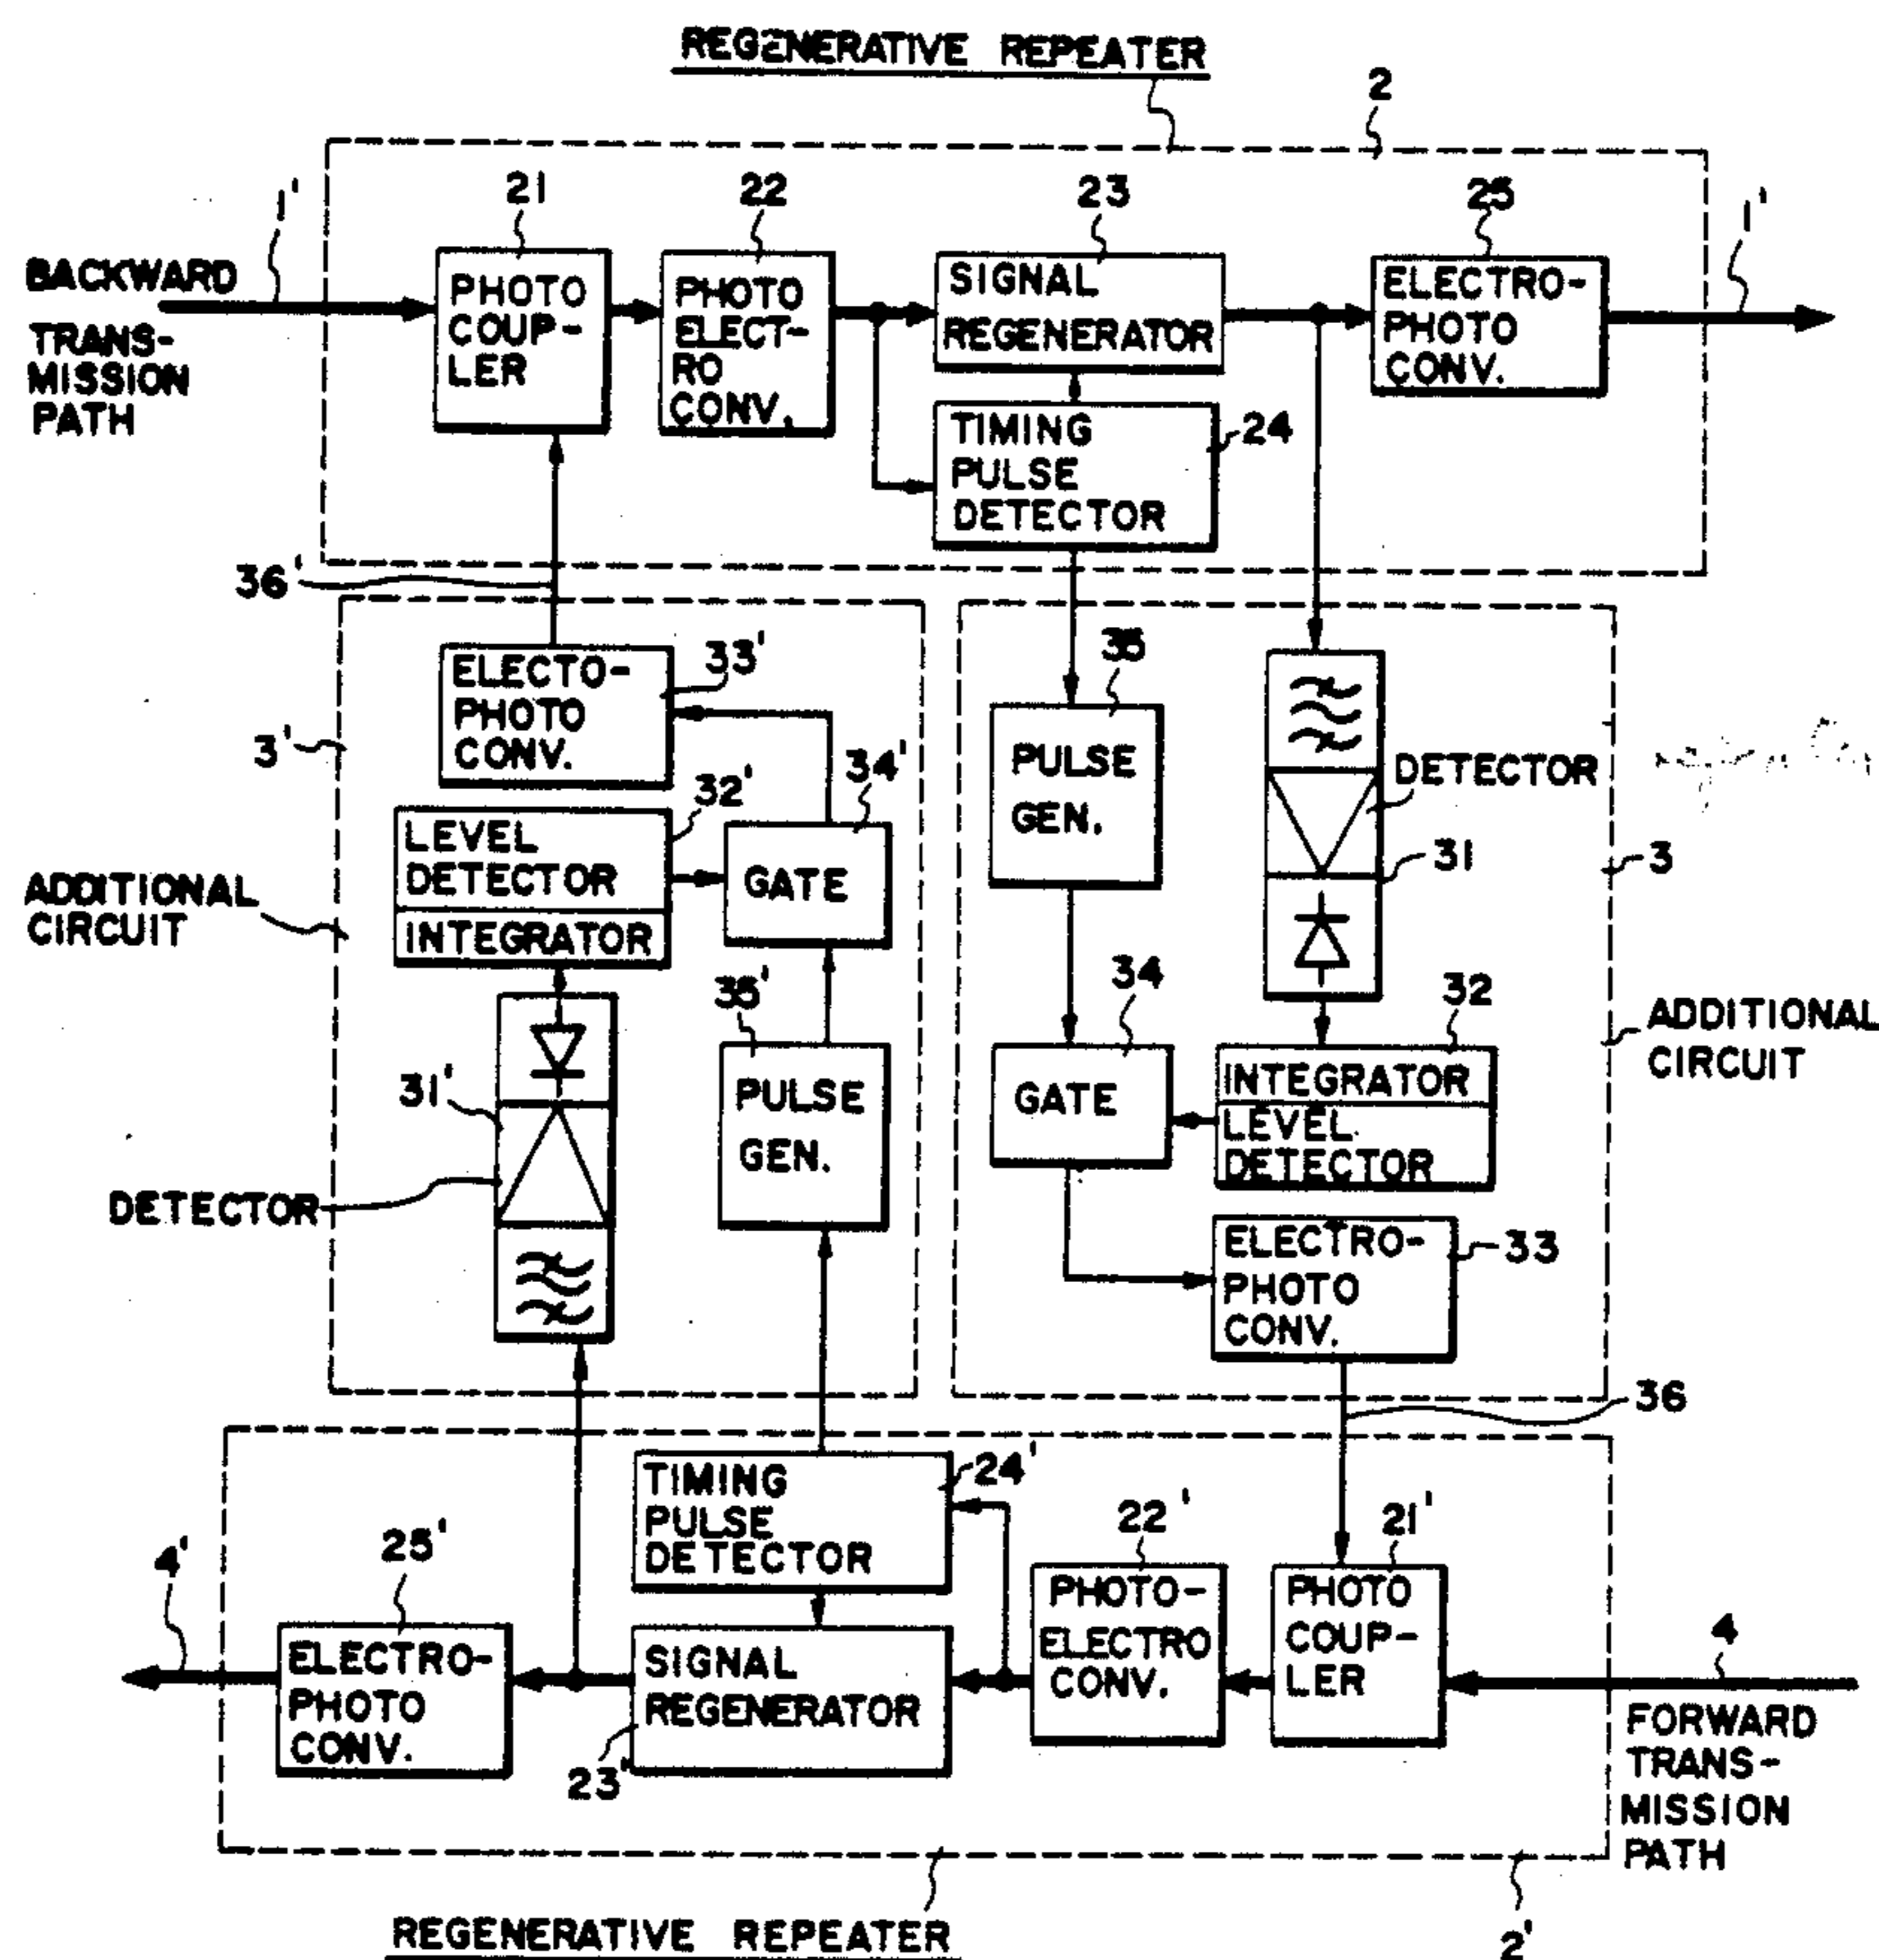 REGENERATIVE REPEATER
2
1'
21
22
23
25
1'
BACKWARD
TRANS-
MISSION
PATH
PHOTO
COUP-
LER
PHOTO
ELECT-
RO
CONV.
SIGNAL
REGENERATOR
ELECTRO-
PHOTO
CONV.
TIMING
PULSE
DETECTOR
24
36'
3'
ELECTO-
PHOTO
CONV.
33'
34'
32'
LEVEL
DETECTOR
INTEGRATOR
GATE
ADDITIONAL
CIRCUIT
35'
PULSE
GEN.
31'
DETECTOR
35
PULSE
GEN.
DETECTOR
31
3
34
GATE
32
INTEGRATOR
LEVEL
DETECTOR
ADDITIONAL
CIRCUIT
ELECTRO-
PHOTO
CONV.
33
36
TIMING
PULSE
DETECTOR
24'
22'
21'
4'
25'
ELECTRO-
PHOTO
CONV.
SIGNAL
REGENERATOR
23'
PHOTO-
ELECTRO
CONV.
PHOTO
COUP-
LER
4
FORWARD
TRANS-
MISSION
PATH
2'
REGENERATIVE REPEATER